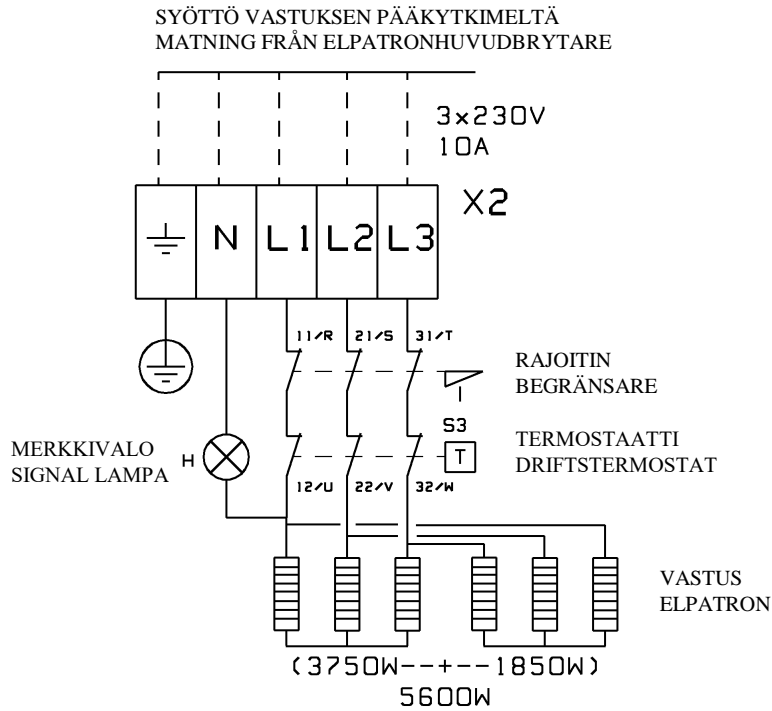 SYÖTTÖ VASTUKSEN PÄÄKYTKIMELTÄ
MATNING FRÅN ELPATRONHUVUDBRYTARE
3x230V
10A
X2
N L1 L2 L3
11/R 21/S 31/T
RAJOITIN
BEGRÄNSARE
S3
T
TERMOSTAATTI
DRIFTSTERMOSTAT
MERKKIVALO
SIGNAL LAMPA
H
12/U 22/V 32/W
VASTUS
ELPATRON
(3750W--+--1850W)
5600W